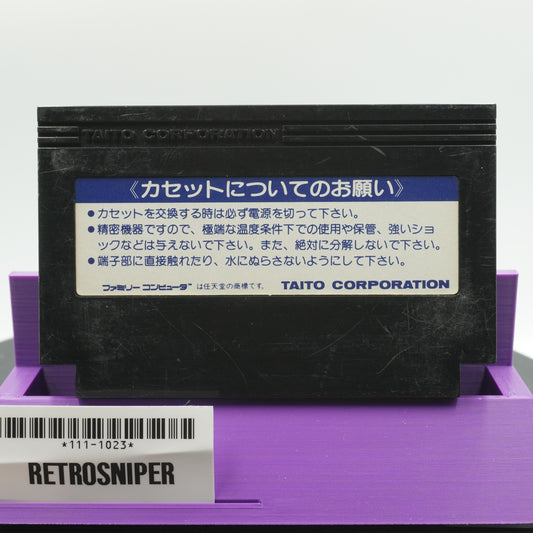 TAITO CORPORATION
《カセットについてのお願い》
●カセットを交換する時は必ず電源を切って下さい。
●精密機器ですので、極端な温度条件下での使用や保管、強いショ
ックなどは与えないで下さい。また、絶対に分解しないで下さい。
●端子部に直接触れたり、水にぬらさないようにして下さい。
ファミリー コンピュータ™ は任天堂の商標です。 TAITO CORPORATION
*111-1023*
RETROSNIPER